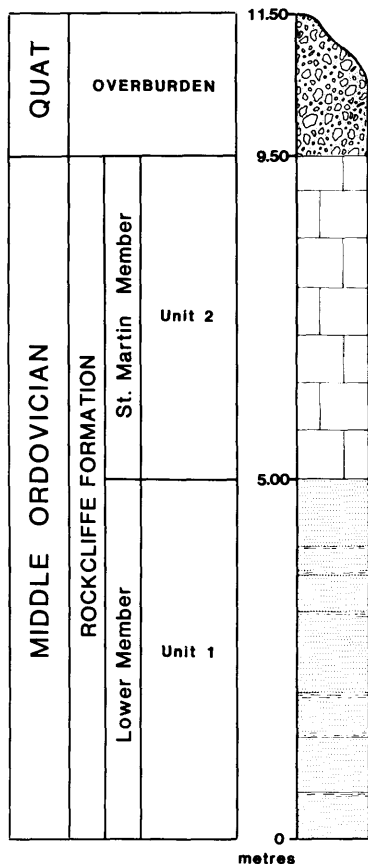 11.50
QUAT
OVERBURDEN
9.50
MIDDLE ORDOVICIAN
ROCKCLIFFE FORMATION
St. Martin Member
Unit 2
5.00
Lower Member
Unit 1
0
metres